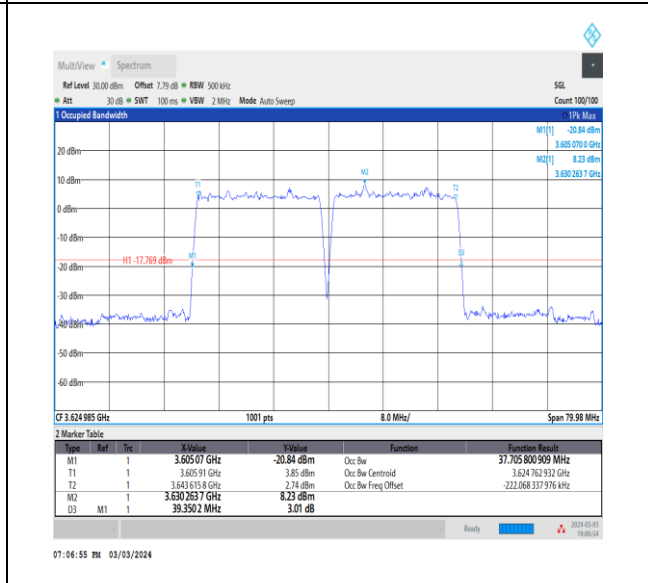 MultiView Spectrum
Ref Level 30.00 dBm Offset 7.79 dB RBW 500 kHz SGL
Att 30 dB SWT 100 ms VBW 2 MHz Mode Auto Sweep Count 100/100
1 Occupied Bandwidth 1Pk Max
M1[1] -20.84 dBm
3.605 070 0 GHz
M2[1] 8.23 dBm
3.630 263 7 GHz
20 dBm
10 dBm
0 dBm
-10 dBm
-20 dBm
-30 dBm
-40 dBm
-50 dBm
-60 dBm
H1 -17.769 dBm
M1
T1
M2
T2
D3
CF 3.624 985 GHz 1001 pts 8.0 MHz/ Span 79.98 MHz
2 Marker Table
Type Ref Trc X-Value Y-Value Function Function Result
M1 1 3.605 07 GHz -20.84 dBm Occ Bw 37.705 800 909 MHz
T1 1 3.605 91 GHz 3.85 dBm Occ Bw Centroid 3.624 762 932 GHz
T2 1 3.643 615 8 GHz 2.74 dBm Occ Bw Freq Offset -222.068 337 976 kHz
M2 1 3.630 263 7 GHz 8.23 dBm
D3 M1 1 39.350 2 MHz 3.01 dB
Ready 2024-03-03
19:06:54
07:06:55 PM 03/03/2024